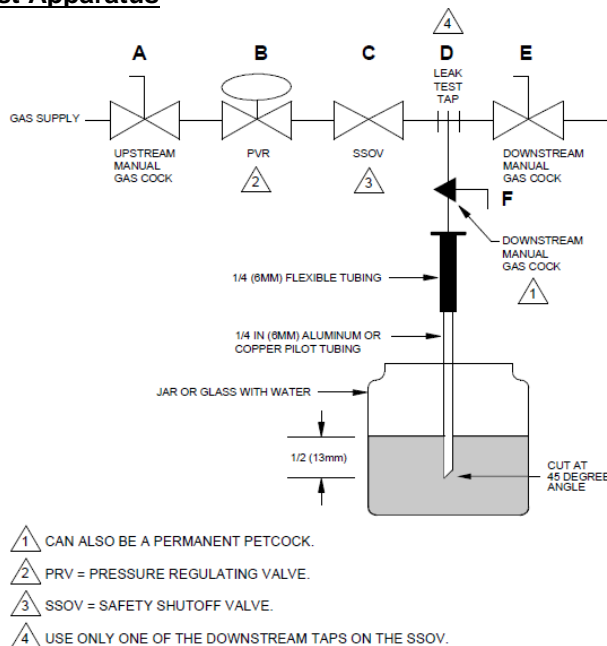 st Apparatus
4
A B C D E
LEAK
TEST
TAP
GAS SUPPLY
UPSTREAM
MANUAL
GAS COCK
PVR
2
SSOV
3
DOWNSTREAM
MANUAL
GAS COCK
F
DOWNSTREAM
MANUAL
GAS COCK
1
1/4 (6MM) FLEXIBLE TUBING
1/4 IN (6MM) ALUMINUM OR
COPPER PILOT TUBING
JAR OR GLASS WITH WATER
1/2 (13mm)
CUT AT
45 DEGREE
ANGLE
1 CAN ALSO BE A PERMANENT PETCOCK.
2 PRV = PRESSURE REGULATING VALVE.
3 SSOV = SAFETY SHUTOFF VALVE.
4 USE ONLY ONE OF THE DOWNSTREAM TAPS ON THE SSOV.